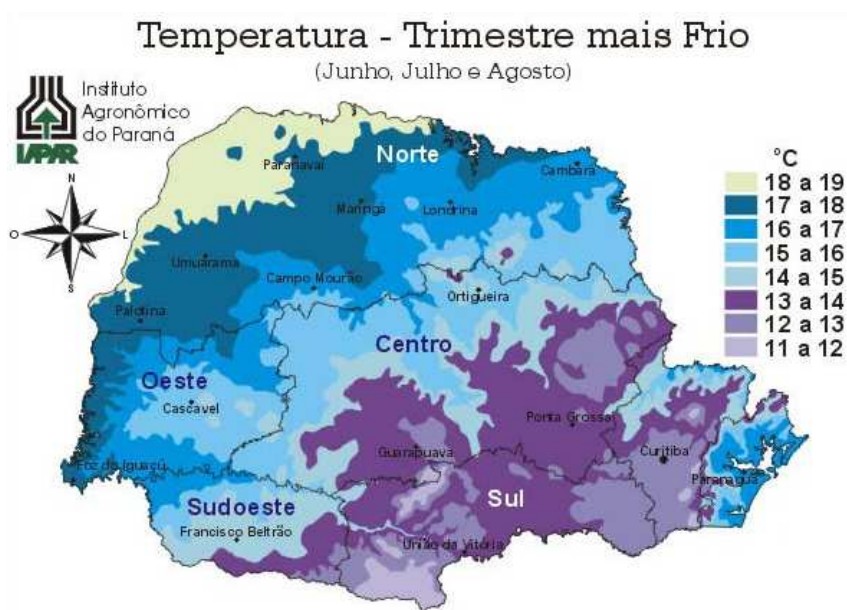 Temperatura - Trimestre mais Frio
(Junho, Julho e Agosto)
Instituto
Agronômico
do Paraná
IAPAR
N
O
L
S
Norte
Paranavaí
Cambará
Maringá
Londrina
Umuarama
Campo Mourão
Ortigueira
Palotina
Centro
Oeste
Cascavel
Ponta Grossa
Guarapuava
Curitiba
Foz do Iguaçú
Paranaguá
Sudoeste
Sul
Francisco Beltrão
União da Vitória
°C
18 a 19
17 a 18
16 a 17
15 a 16
14 a 15
13 a 14
12 a 13
11 a 12